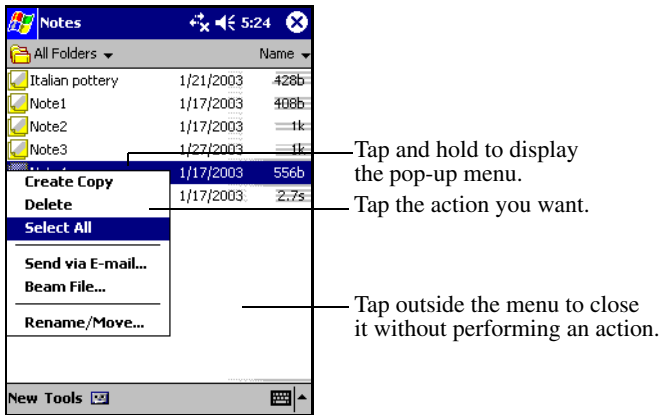 Notes 5:24
All Folders Name
Italian pottery 1/21/2003 428b
Note1 1/17/2003 408b
Note2 1/17/2003 1k
Note3 1/27/2003 1k
1/17/2003 556b
1/17/2003 2.7s
Create Copy
Delete
Select All
Send via E-mail...
Beam File...
Rename/Move...
New Tools
Tap and hold to display
the pop-up menu.
Tap the action you want.
Tap outside the menu to close
it without performing an action.